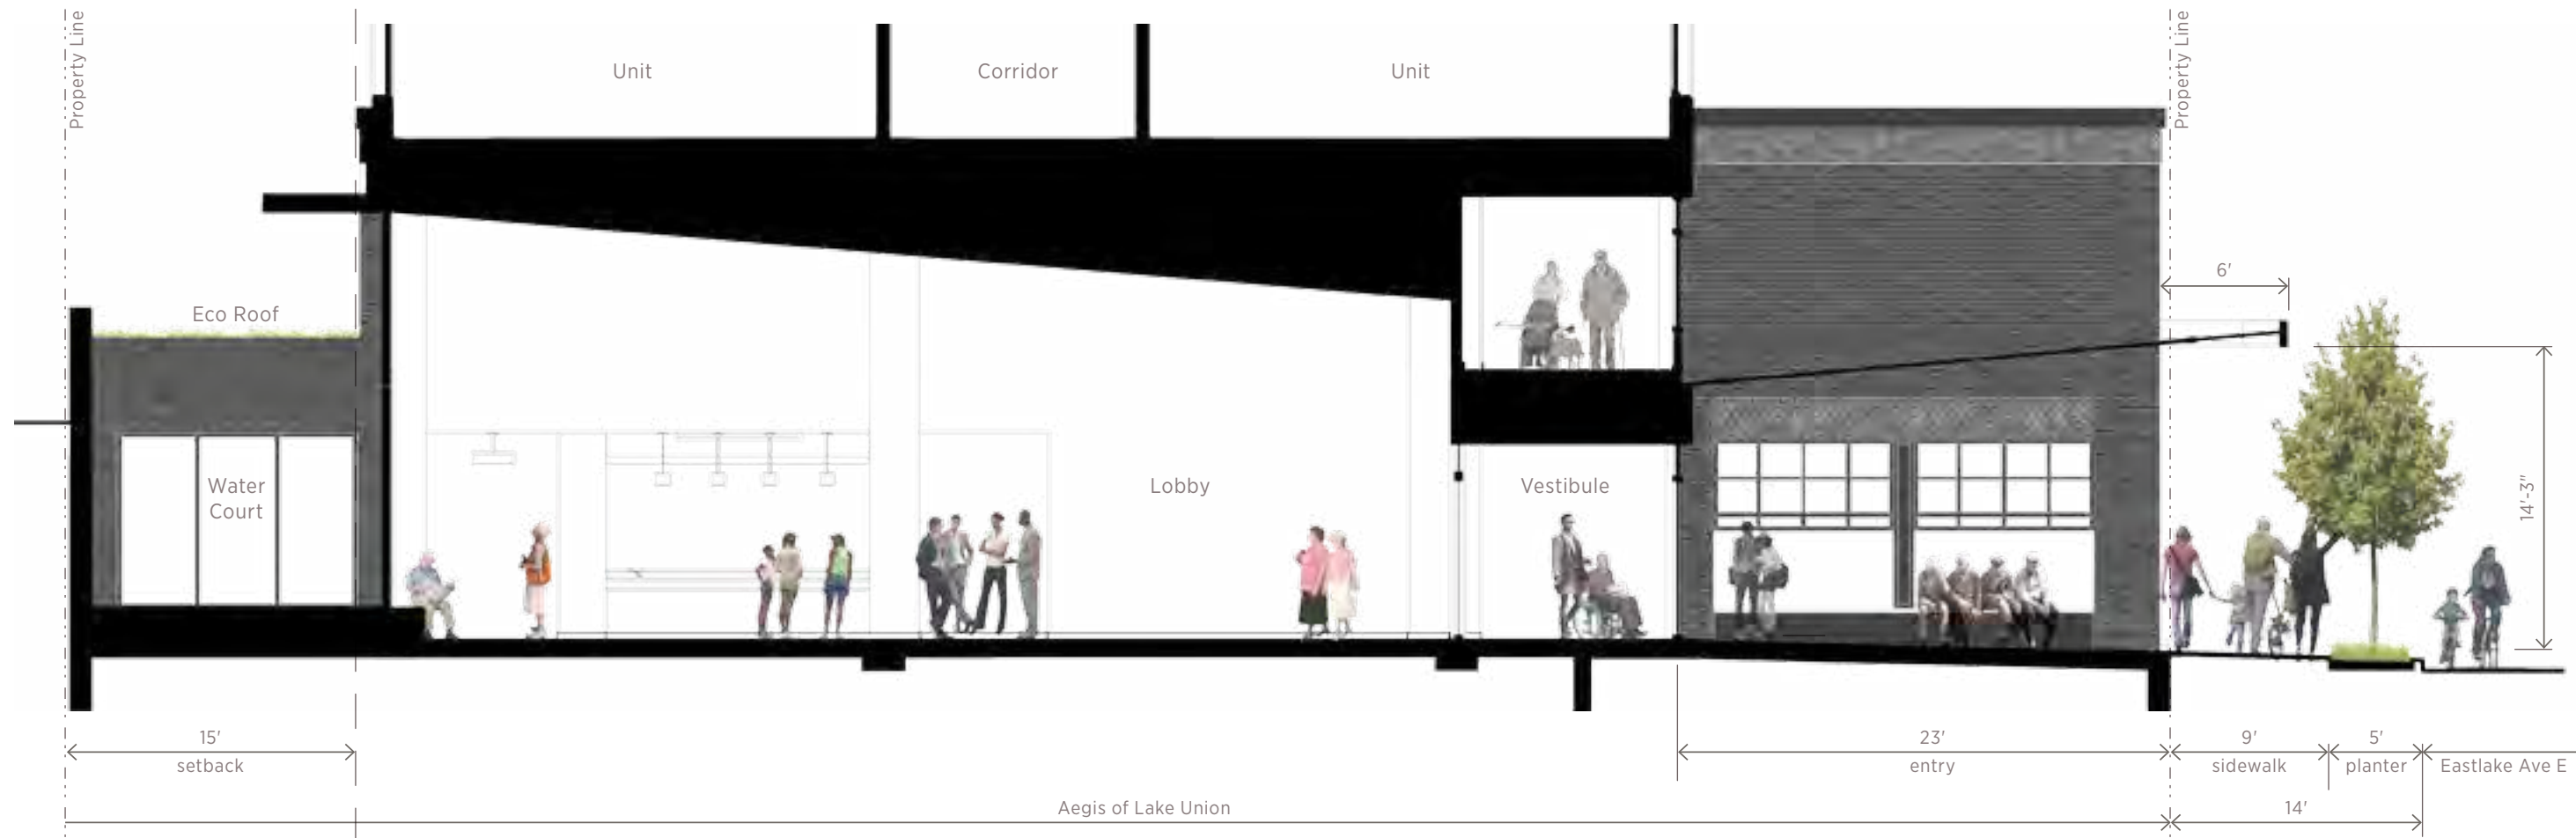 Property Line
Unit
Corridor
Unit
Property Line
6'
Eco Roof
Water
Court
Lobby
Vestibule
14'-3"
15'
setback
23'
entry
9'
sidewalk
5'
planter
Eastlake Ave E
Aegis of Lake Union
14'